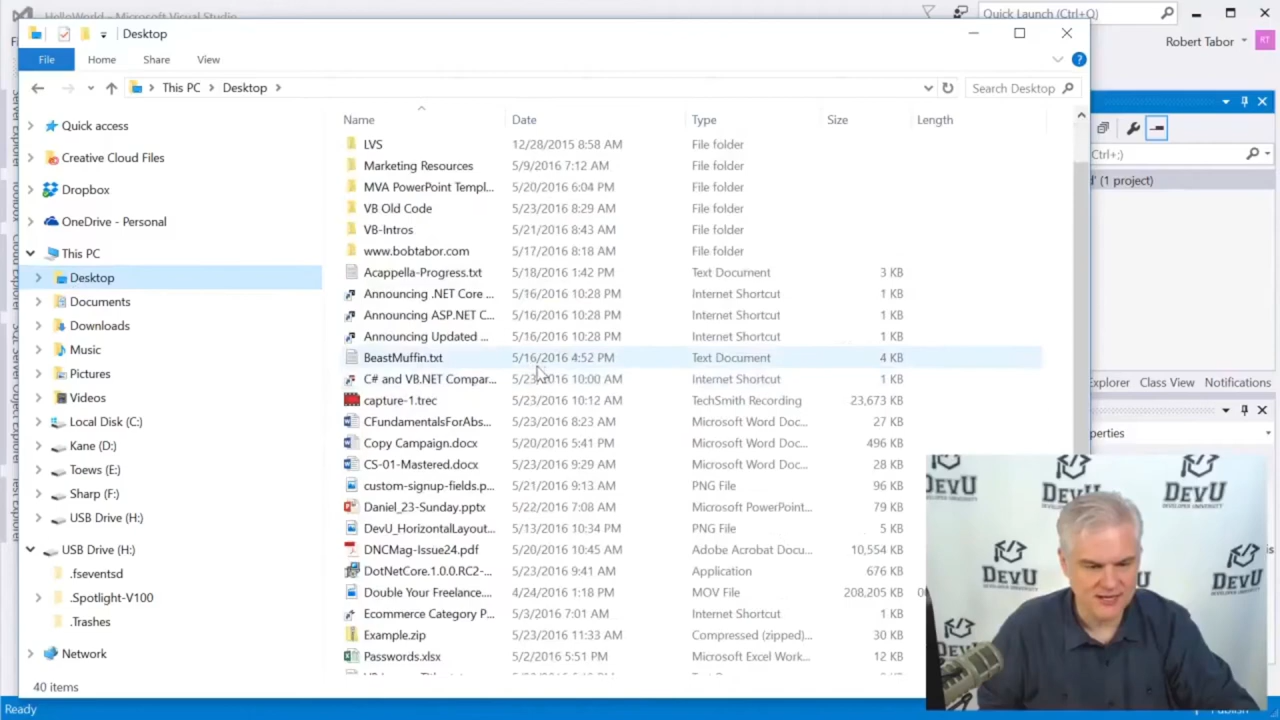 HelloWorld - Microsoft Visual Studio
Quick Launch (Ctrl+Q)
Desktop
File Home Share View
Robert Tabor RT
This PC Desktop
Search Desktop
Name Date Type Size Length
Quick access
Creative Cloud Files
Dropbox
OneDrive - Personal
This PC
Desktop
Documents
Downloads
Music
Pictures
Videos
Local Disk (C:)
Kane (D:)
Toews (E:)
Sharp (F:)
USB Drive (H:)
USB Drive (H:)
.fseventsd
.Spotlight-V100
.Trashes
Network
LVS 12/28/2015 8:58 AM File folder
Marketing Resources 5/9/2016 7:12 AM File folder
MVA PowerPoint Templ... 5/20/2016 6:04 PM File folder
VB Old Code 5/23/2016 8:29 AM File folder
VB-Intros 5/21/2016 8:43 AM File folder
www.bobtabor.com 5/17/2016 8:18 AM File folder
Acappella-Progress.txt 5/18/2016 1:42 PM Text Document 3 KB
Announcing .NET Core ... 5/16/2016 10:28 PM Internet Shortcut 1 KB
Announcing ASP.NET C... 5/16/2016 10:28 PM Internet Shortcut 1 KB
Announcing Updated ... 5/16/2016 10:28 PM Internet Shortcut 1 KB
BeastMuffin.txt 5/16/2016 4:52 PM Text Document 4 KB
C# and VB.NET Compar... 5/23/2016 10:00 AM Internet Shortcut 1 KB
capture-1.trec 5/23/2016 10:12 AM TechSmith Recording 23,673 KB
CFundamentalsForAbs... 5/23/2016 8:23 AM Microsoft Word Doc... 27 KB
Copy Campaign.docx 5/20/2016 5:41 PM Microsoft Word Doc... 496 KB
CS-01-Mastered.docx 5/23/2016 9:29 AM Microsoft Word Doc... 28 KB
custom-signup-fields.p... 5/21/2016 9:13 AM PNG File 96 KB
Daniel_23-Sunday.pptx 5/22/2016 7:08 AM Microsoft PowerPoint... 79 KB
DevU_HorizontalLayout... 5/13/2016 10:34 PM PNG File 5 KB
DNCMag-Issue24.pdf 5/20/2016 10:45 AM Adobe Acrobat Docu... 10,554 KB
DotNetCore.1.0.0.RC2-... 5/23/2016 9:41 AM Application 676 KB
Double Your Freelance.... 4/24/2016 1:18 PM MOV File 208,205 KB
Ecommerce Category P... 5/3/2016 7:01 AM Internet Shortcut 1 KB
Example.zip 5/23/2016 11:33 AM Compressed (zipped)... 30 KB
Passwords.xlsx 5/2/2016 5:51 PM Microsoft Excel Work... 12 KB
40 items
Ready
Ctrl+;)
d' (1 project)
Explorer Class View Notifications
perties
DevU
DEVELOPER UNIVERSITY
DevU
DevU
DevU
DevU